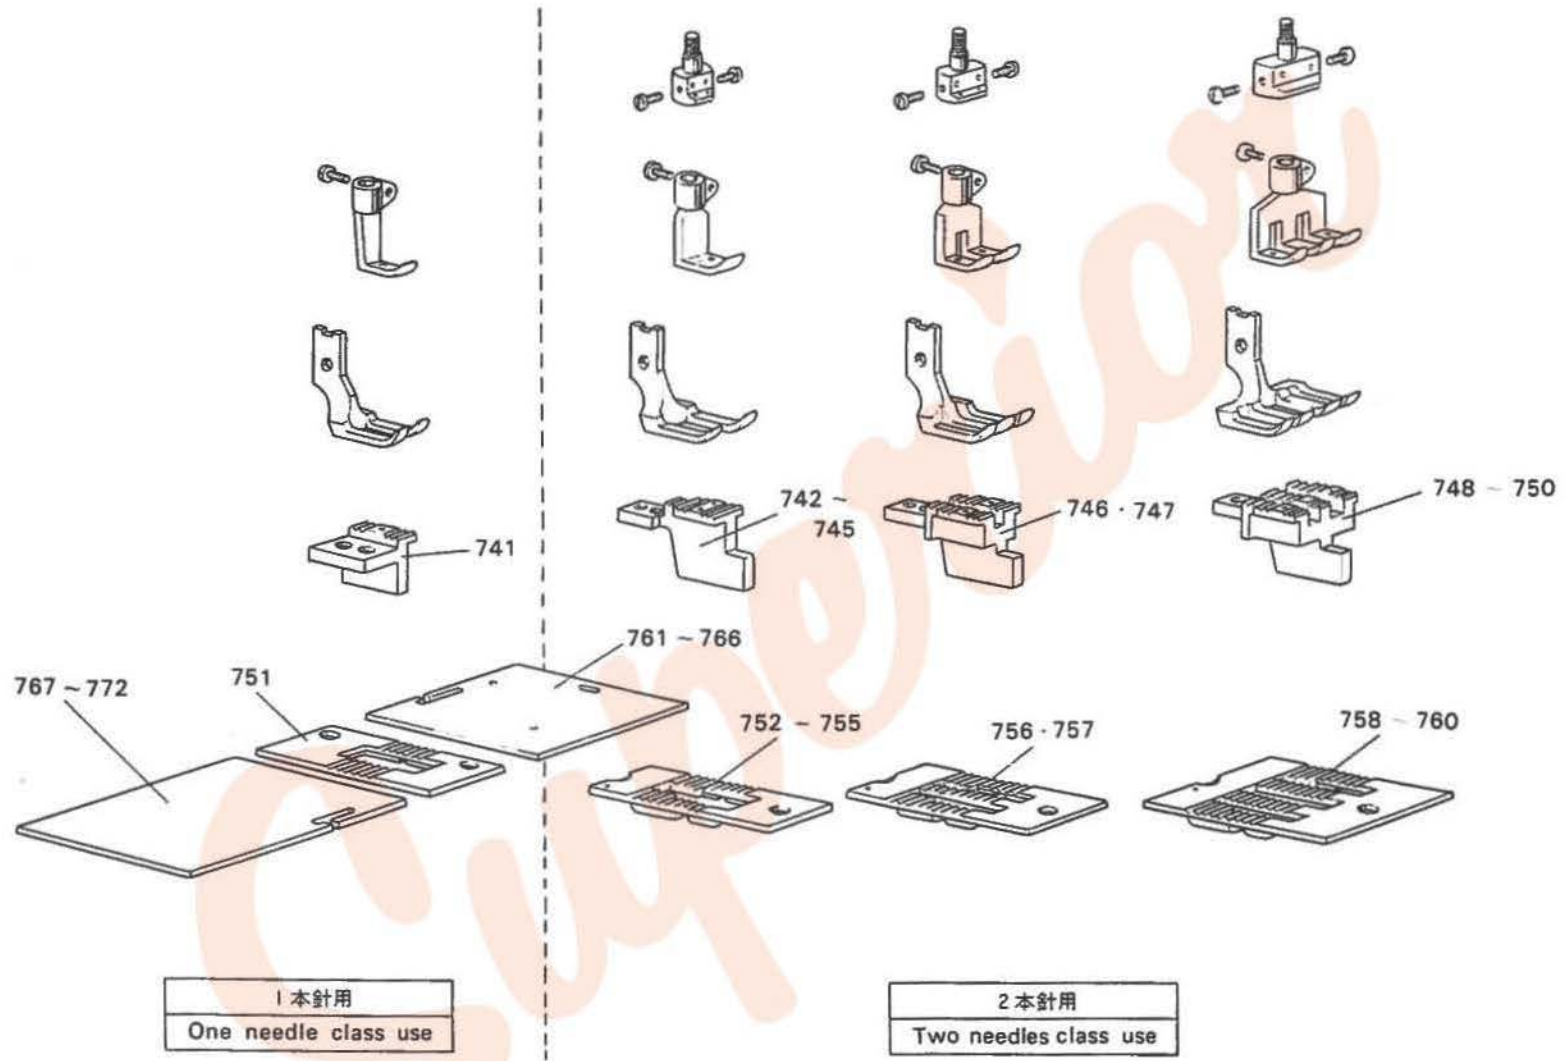 742 ~
745
746 · 747
748 ~ 750
741
761 ~ 766
751
767 ~ 772
752 ~ 755
756 · 757
758 ~ 760
1本針用
One needle class use
2本針用
Two needles class use
Cuperior